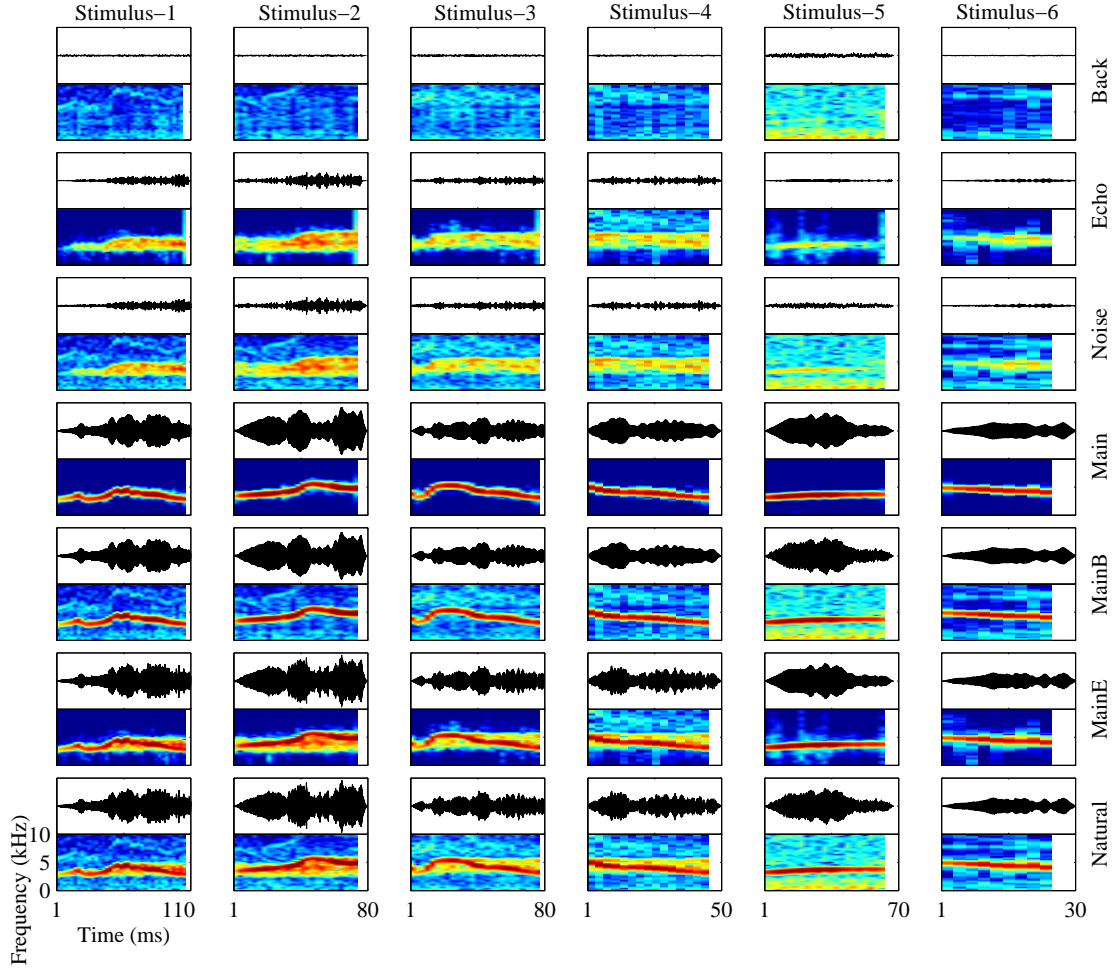 Stimulus−1 Stimulus−2 Stimulus−3 Stimulus−4 Stimulus−5 Stimulus−6
Back
Echo
Noise
Main
MainB
MainE
Natural
Frequency (kHz)
10
5
0
1 110 1 80 1 80 1 50 1 70 1 30
Time (ms)